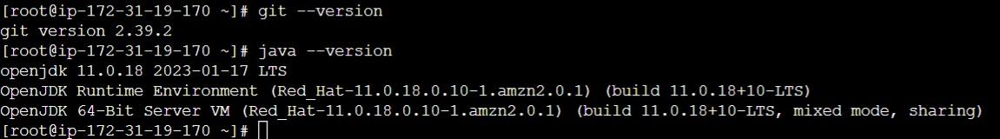 [root@ip-172-31-19-170 ~]# git --version
git version 2.39.2
[root@ip-172-31-19-170 ~]# java --version
openjdk 11.0.18 2023-01-17 LTS
OpenJDK Runtime Environment (Red_Hat-11.0.18.0.10-1.amzn2.0.1) (build 11.0.18+10-LTS)
OpenJDK 64-Bit Server VM (Red_Hat-11.0.18.0.10-1.amzn2.0.1) (build 11.0.18+10-LTS, mixed mode, sharing)
[root@ip-172-31-19-170 ~]#